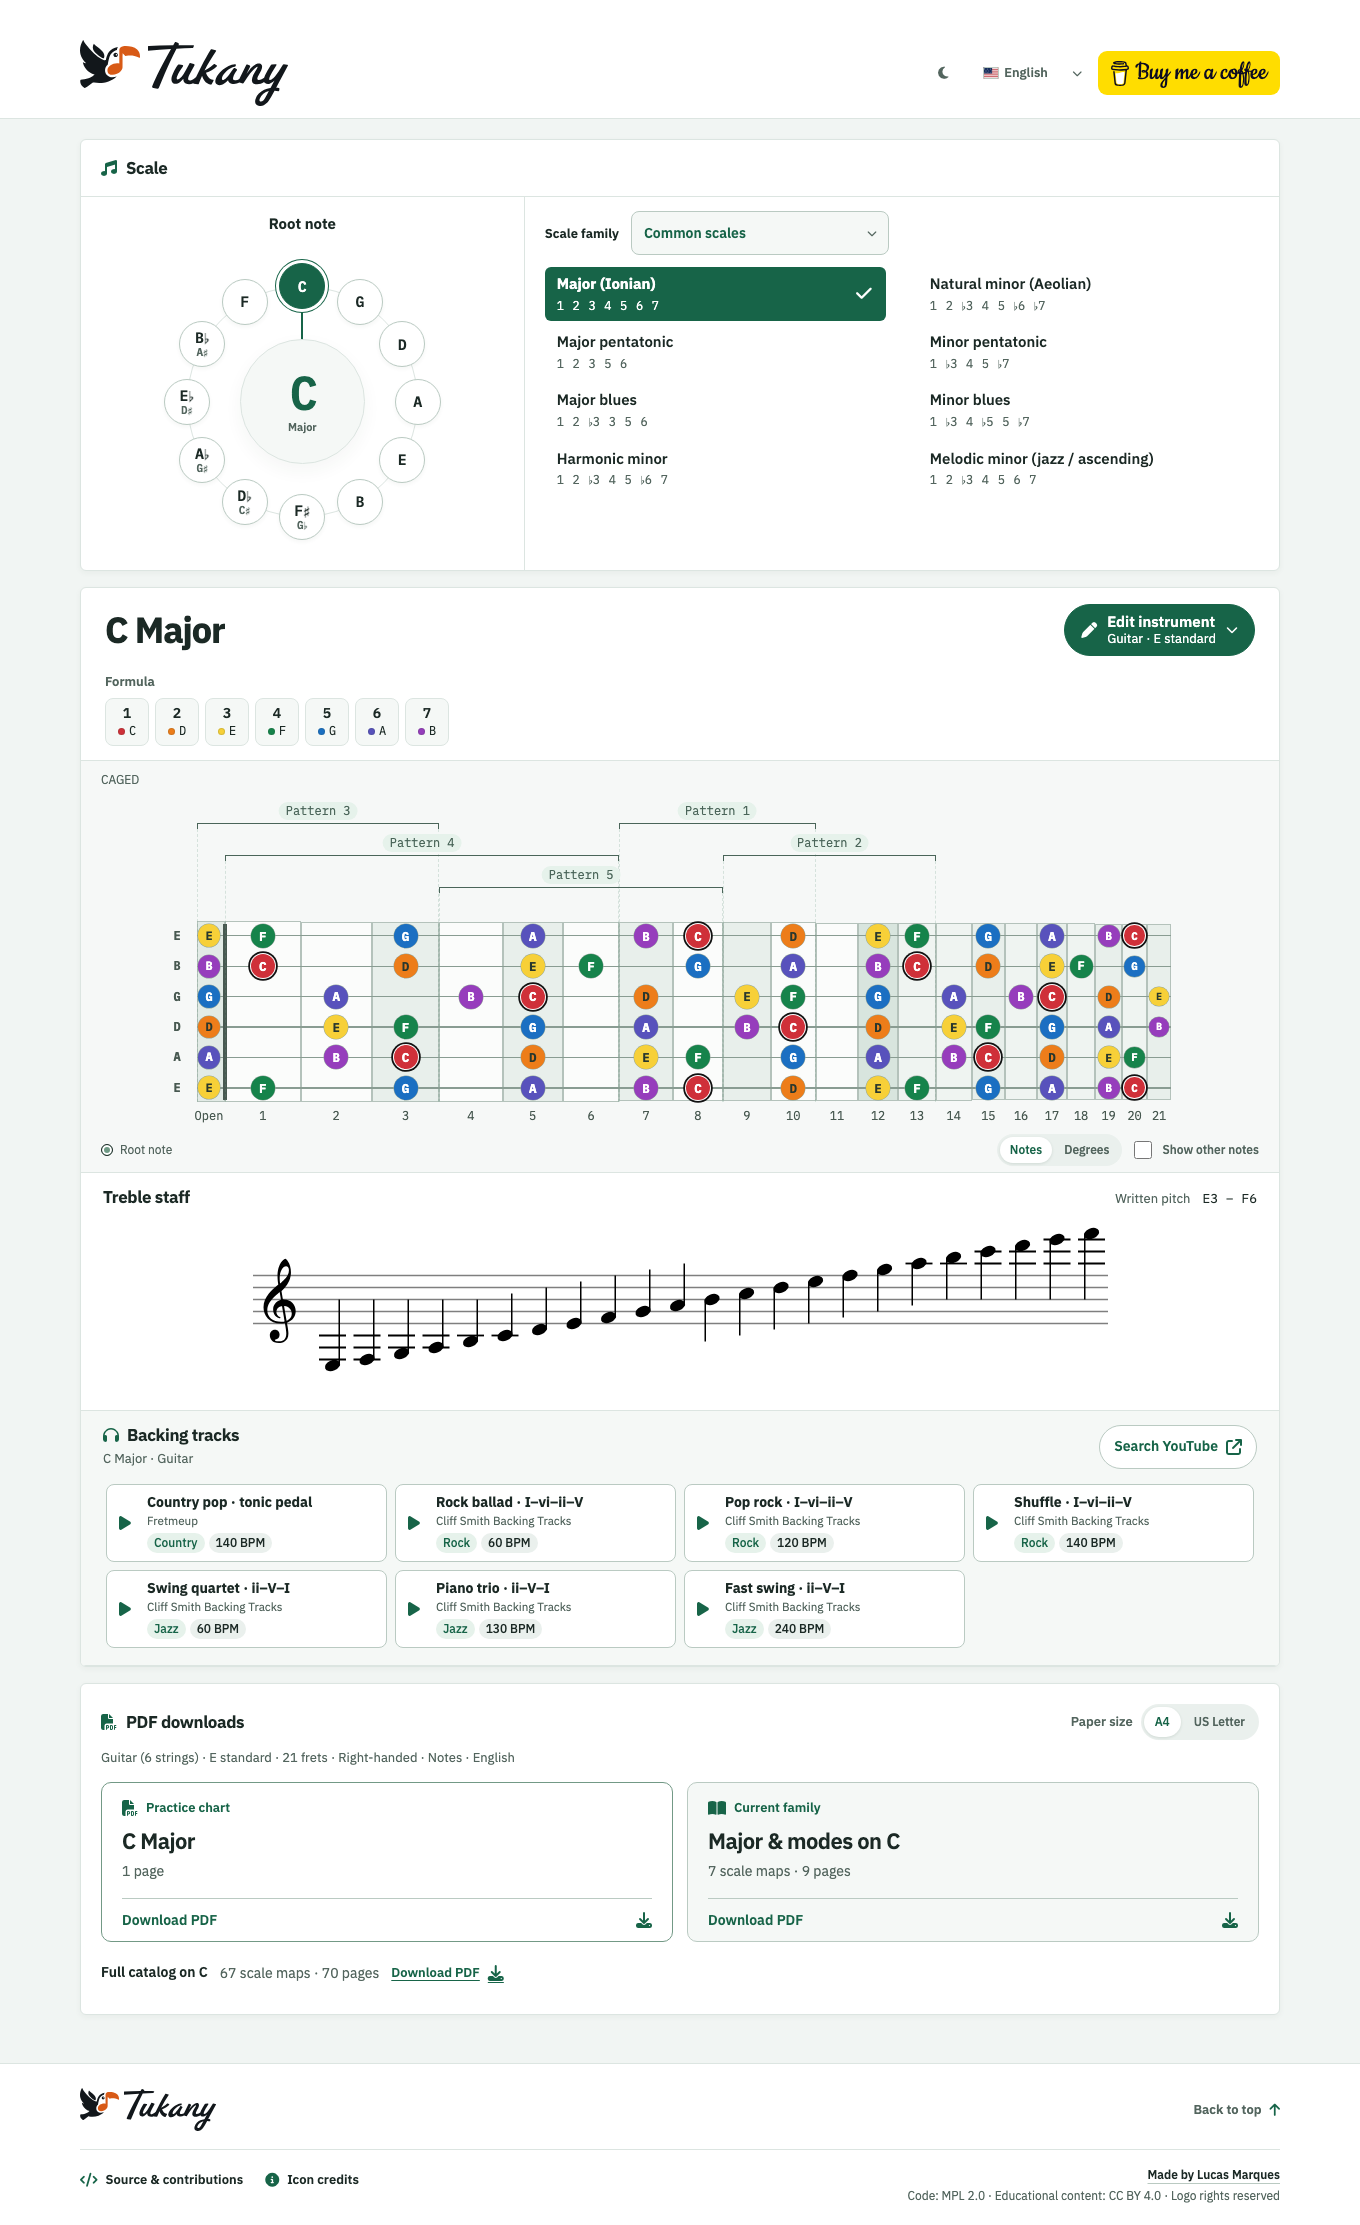 Tukany
English
Buy me a coffee
Scale
Root note
C
F
G
B♭
A♯
D
E♭
D♯
C
Major
A
A♭
G♯
E
D♭
C♯
F♯
G♭
B
Scale family
Common scales
Major (Ionian)
1 2 3 4 5 6 7
Natural minor (Aeolian)
1 2 ♭3 4 5 ♭6 ♭7
Major pentatonic
1 2 3 5 6
Minor pentatonic
1 ♭3 4 5 ♭7
Major blues
1 2 ♭3 3 5 6
Minor blues
1 ♭3 4 ♭5 5 ♭7
Harmonic minor
1 2 ♭3 4 5 ♭6 7
Melodic minor (jazz / ascending)
1 2 ♭3 4 5 6 7
C Major
Edit instrument
Guitar · E standard
Formula
1 2 3 4 5 6 7
C D E F G A B
CAGED
Pattern 3 Pattern 1
Pattern 4 Pattern 2
Pattern 5
E E F G A B C D E F G A B C
B B C D E F G A B C D E F G
G G A B C D E F G A B C D E
D D E F G A B C D E F G A B
A A B C D E F G A B C D E F
E E F G A B C D E F G A B C
Open 1 2 3 4 5 6 7 8 9 10 11 12 13 14 15 16 17 18 19 20 21
Root note
Notes Degrees Show other notes
Treble staff
Written pitch E3 – F6
Backing tracks
C Major · Guitar
Search YouTube
Country pop · tonic pedal
Fretmeup
Country 140 BPM
Rock ballad · I–vi–ii–V
Cliff Smith Backing Tracks
Rock 60 BPM
Pop rock · I–vi–ii–V
Cliff Smith Backing Tracks
Rock 120 BPM
Shuffle · I–vi–ii–V
Cliff Smith Backing Tracks
Rock 140 BPM
Swing quartet · ii–V–I
Cliff Smith Backing Tracks
Jazz 60 BPM
Piano trio · ii–V–I
Cliff Smith Backing Tracks
Jazz 130 BPM
Fast swing · ii–V–I
Cliff Smith Backing Tracks
Jazz 240 BPM
PDF downloads
Paper size A4 US Letter
Guitar (6 strings) · E standard · 21 frets · Right-handed · Notes · English
Practice chart
C Major
1 page
Download PDF
Current family
Major & modes on C
7 scale maps · 9 pages
Download PDF
Full catalog on C 67 scale maps · 70 pages Download PDF
Tukany
Back to top
Source & contributions Icon credits
Made by Lucas Marques
Code: MPL 2.0 · Educational content: CC BY 4.0 · Logo rights reserved